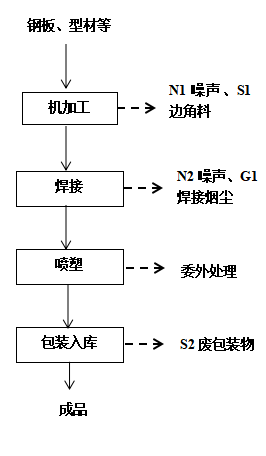 钢板、型材等
机加工
N1 噪声、S1
边角料
焊接
N2 噪声、G1
焊接烟尘
喷塑
委外处理
包装入库
S2 废包装物
成品